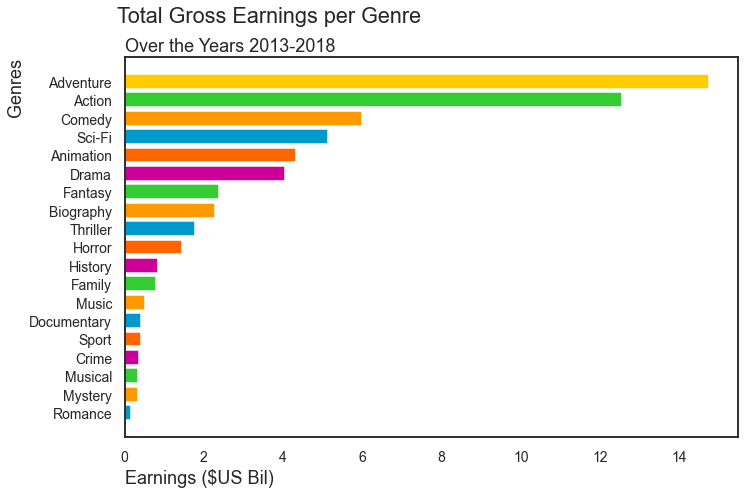 Total Gross Earnings per Genre
Over the Years 2013-2018
Genres
Adventure
Action
Comedy
Sci-Fi
Animation
Drama
Fantasy
Biography
Thriller
Horror
History
Family
Music
Documentary
Sport
Crime
Musical
Mystery
Romance
0 2 4 6 8 10 12 14
Earnings ($US Bil)